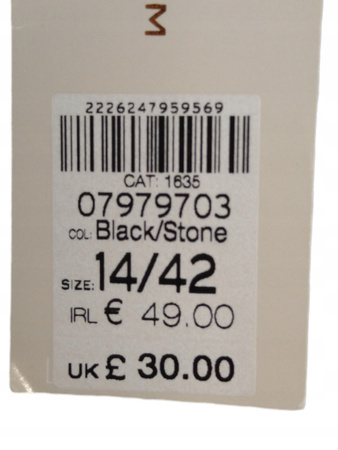 M
2226247959569
CAT: 1635
07979703
COL: Black/Stone
SIZE: 14/42
IRL € 49.00
UK £ 30.00